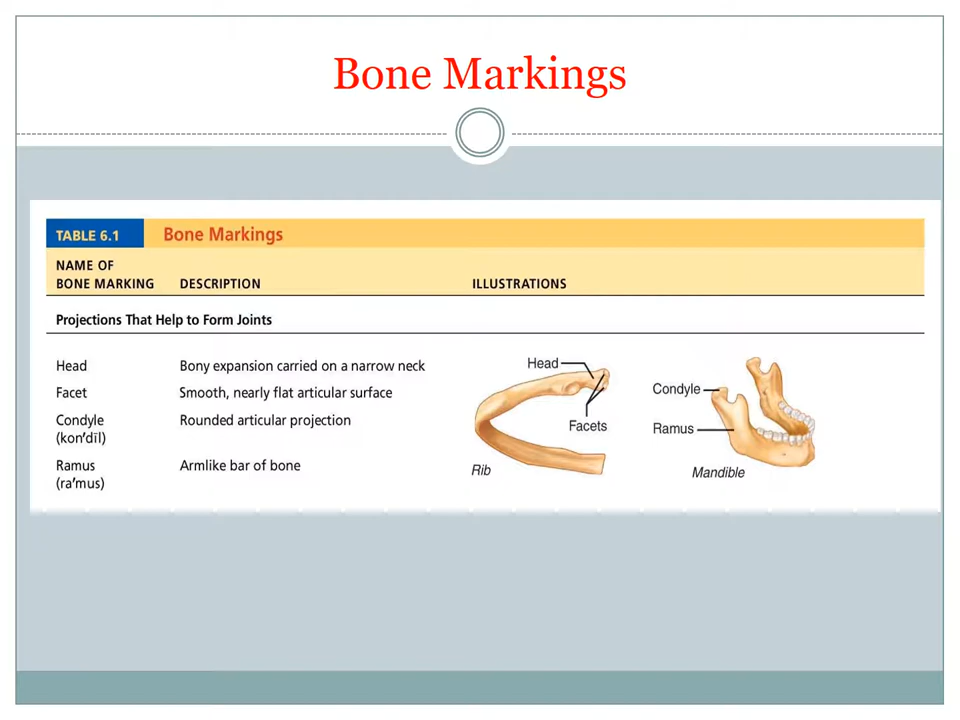 Bone Markings
TABLE 6.1 Bone Markings
NAME OF
BONE MARKING DESCRIPTION ILLUSTRATIONS
Projections That Help to Form Joints
Head Bony expansion carried on a narrow neck
Facet Smooth, nearly flat articular surface
Condyle Rounded articular projection
(kon′dīl)
Ramus Armlike bar of bone
(ra′mus)
Head
Facets
Rib
Condyle
Ramus
Mandible